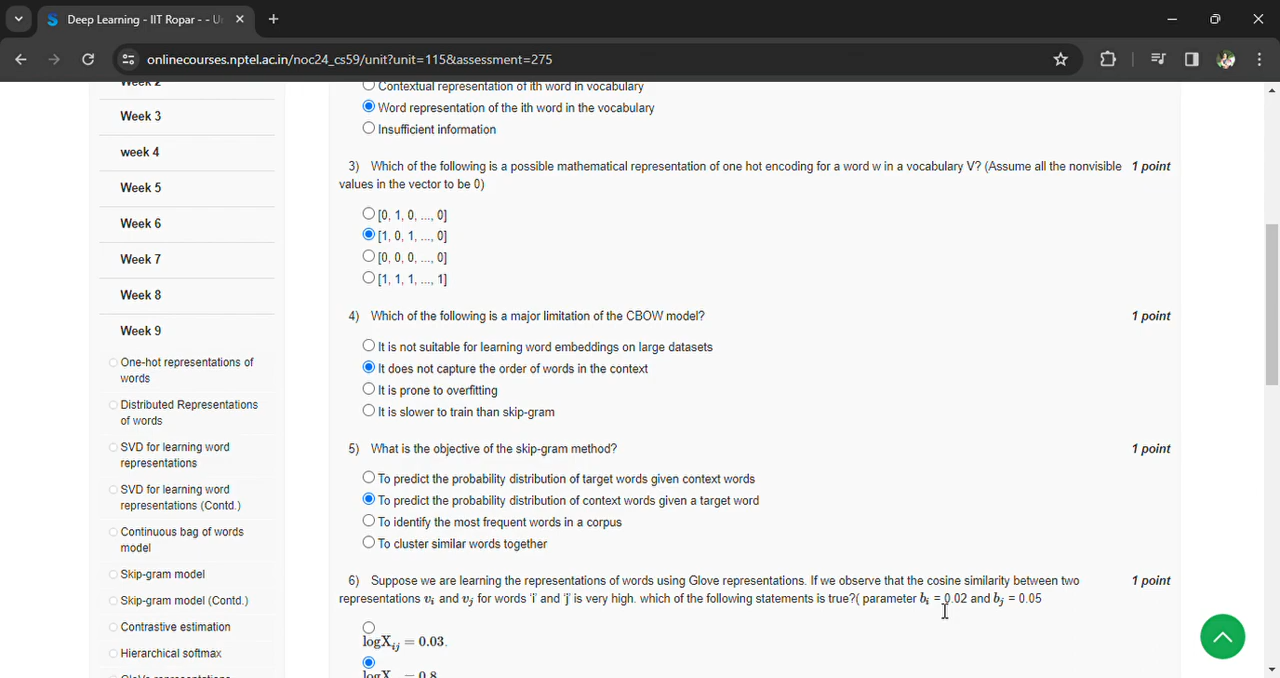 Deep Learning - IIT Ropar - - Ur
onlinecourses.nptel.ac.in/noc24_cs59/unit?unit=115&assessment=275
Week 2
Week 3
week 4
Week 5
Week 6
Week 7
Week 8
Week 9
One-hot representations of
words
Distributed Representations
of words
SVD for learning word
representations
SVD for learning word
representations (Contd.)
Continuous bag of words
model
Skip-gram model
Skip-gram model (Contd.)
Contrastive estimation
Hierarchical softmax
GloVe representations
Contextual representation of ith word in vocabulary
Word representation of the ith word in the vocabulary
Insufficient information
3) Which of the following is a possible mathematical representation of one hot encoding for a word w in a vocabulary V? (Assume all the nonvisible 1 point
values in the vector to be 0)
[0, 1, 0, ..., 0]
[1, 0, 1, ..., 0]
[0, 0, 0, ..., 0]
[1, 1, 1, ..., 1]
4) Which of the following is a major limitation of the CBOW model? 1 point
It is not suitable for learning word embeddings on large datasets
It does not capture the order of words in the context
It is prone to overfitting
It is slower to train than skip-gram
5) What is the objective of the skip-gram method? 1 point
To predict the probability distribution of target words given context words
To predict the probability distribution of context words given a target word
To identify the most frequent words in a corpus
To cluster similar words together
6) Suppose we are learning the representations of words using Glove representations. If we observe that the cosine similarity between two 1 point
representations v_i and v_j for words 'i' and 'j' is very high. which of the following statements is true?( parameter b_i = 0.02 and b_j = 0.05
logX_ij = 0.03.
logX = 0.8